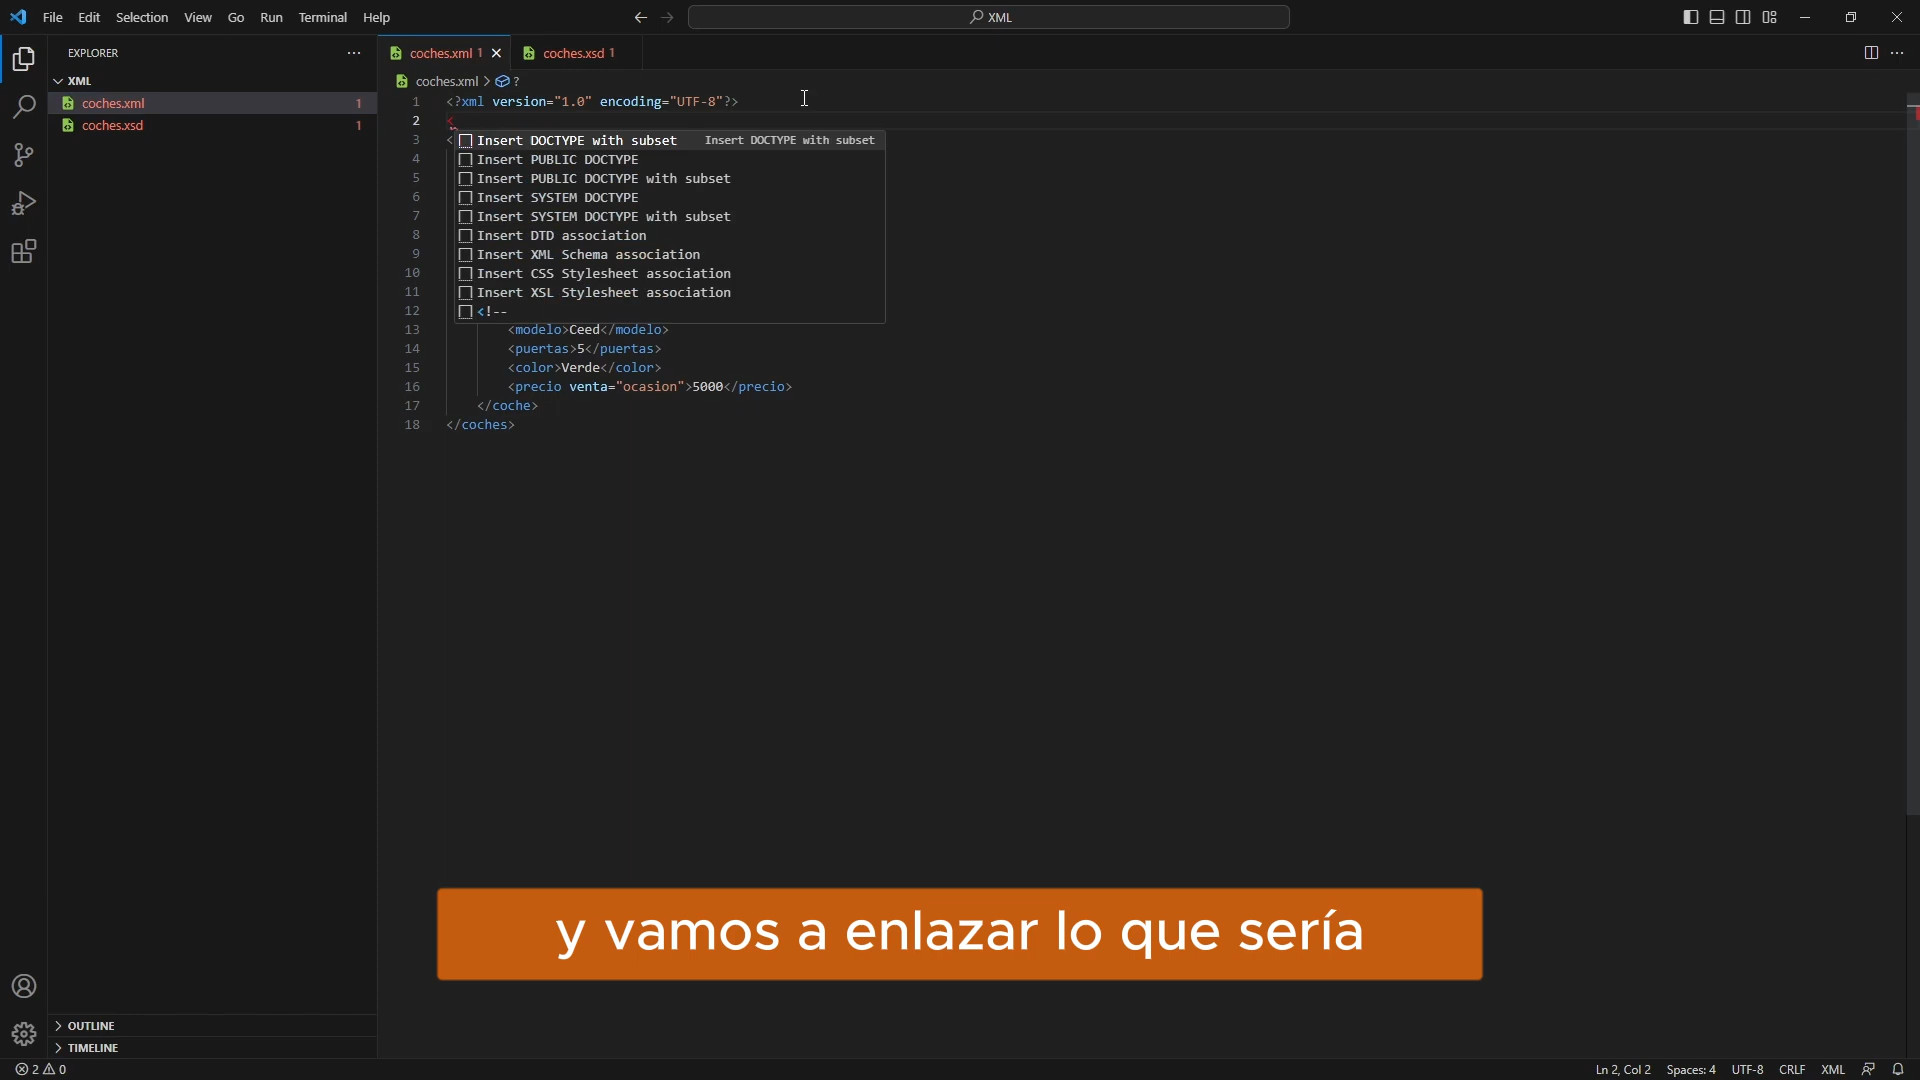 File Edit Selection View Go Run Terminal Help
XML
EXPLORER
XML
coches.xml 1
coches.xsd 1
OUTLINE
TIMELINE
coches.xml 1
coches.xsd 1
coches.xml > ?
1 <?xml version="1.0" encoding="UTF-8"?>
2 <
3 <
Insert DOCTYPE with subset Insert DOCTYPE with subset
4 Insert PUBLIC DOCTYPE
5 Insert PUBLIC DOCTYPE with subset
6 Insert SYSTEM DOCTYPE
7 Insert SYSTEM DOCTYPE with subset
8 Insert DTD association
9 Insert XML Schema association
10 Insert CSS Stylesheet association
11 Insert XSL Stylesheet association
12 <!--
13 <modelo>Ceed</modelo>
14 <puertas>5</puertas>
15 <color>Verde</color>
16 <precio venta="ocasion">5000</precio>
17 </coche>
18 </coches>
y vamos a enlazar lo que sería
2 0
Ln 2, Col 2 Spaces: 4 UTF-8 CRLF XML